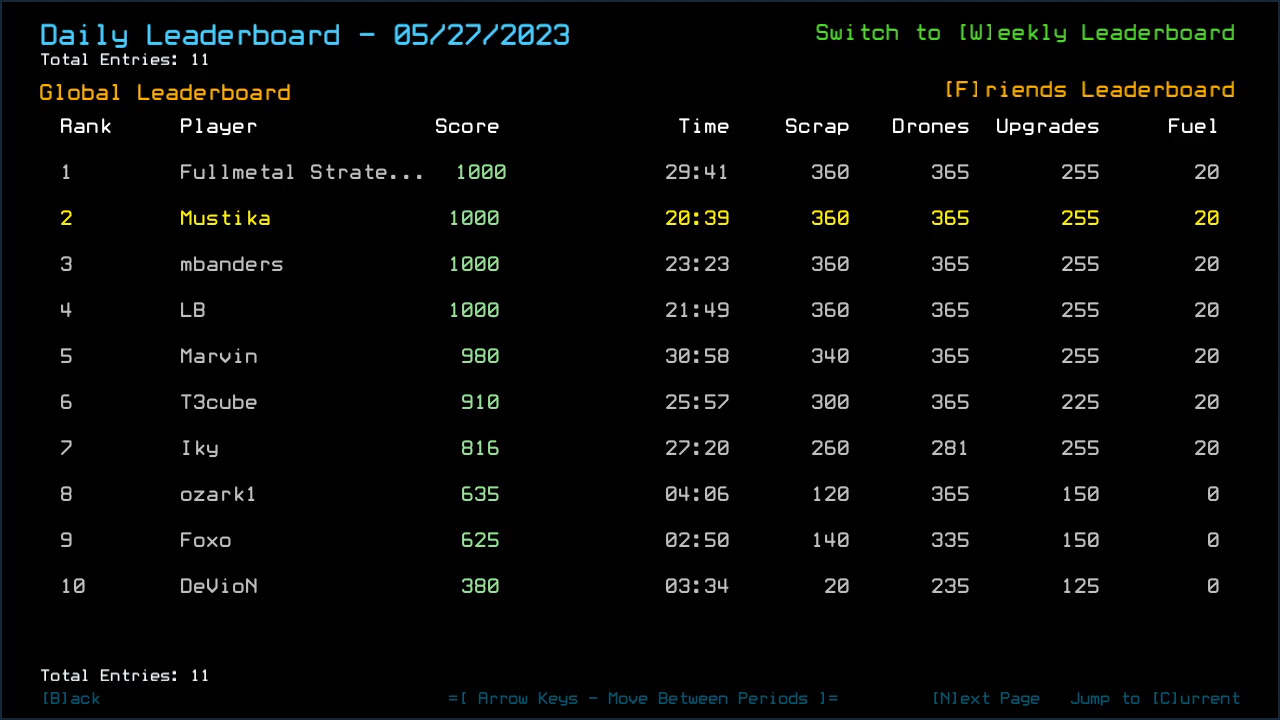 Daily Leaderboard - 05/27/2023 Switch to [W]eekly Leaderboard
Total Entries: 11
Global Leaderboard [F]riends Leaderboard
Rank Player Score Time Scrap Drones Upgrades Fuel
1 Fullmetal Strate... 1000 29:41 360 365 255 20
2 Mustika 1000 20:39 360 365 255 20
3 mbanders 1000 23:23 360 365 255 20
4 LB 1000 21:49 360 365 255 20
5 Marvin 980 30:58 340 365 255 20
6 T3cube 910 25:57 300 365 225 20
7 Iky 816 27:20 260 281 255 20
8 ozark1 635 04:06 120 365 150 0
9 Foxo 625 02:50 140 335 150 0
10 DeVioN 380 03:34 20 235 125 0
Total Entries: 11
[B]ack =[ Arrow Keys - Move Between Periods ]= [N]ext Page Jump to [C]urrent